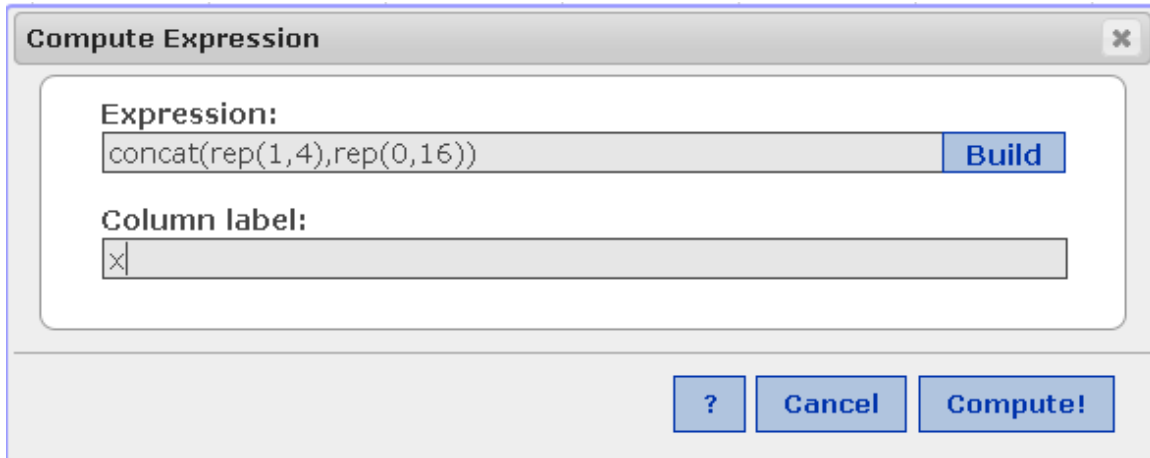 Compute Expression
Expression:
concat(rep(1,4),rep(0,16)) Build
Column label:
x
? Cancel Compute!